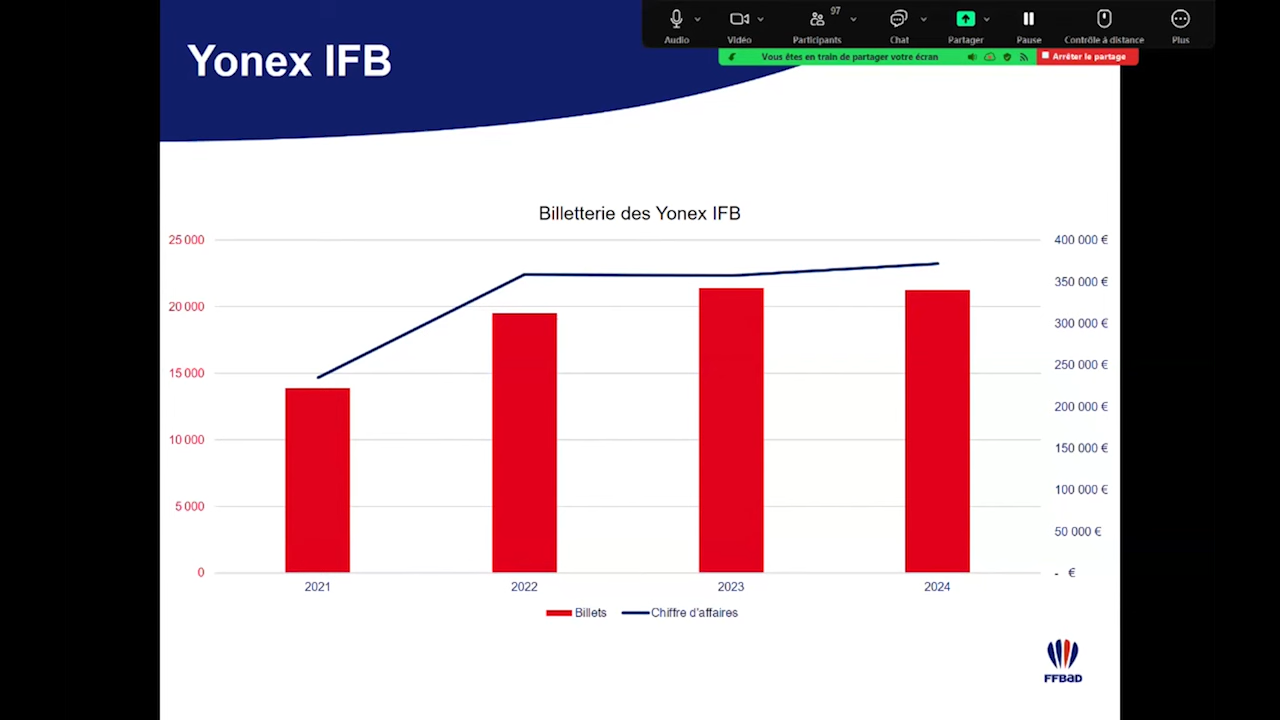 97
Audio
Vidéo
Participants
Chat
Partager
Pause
Contrôle à distance
Plus
Vous êtes en train de partager votre écran
Arrêter le partage
Yonex IFB
Billetterie des Yonex IFB
25 000
20 000
15 000
10 000
5 000
0
400 000 €
350 000 €
300 000 €
250 000 €
200 000 €
150 000 €
100 000 €
50 000 €
- €
2021
2022
2023
2024
Billets
Chiffre d'affaires
FFBaD